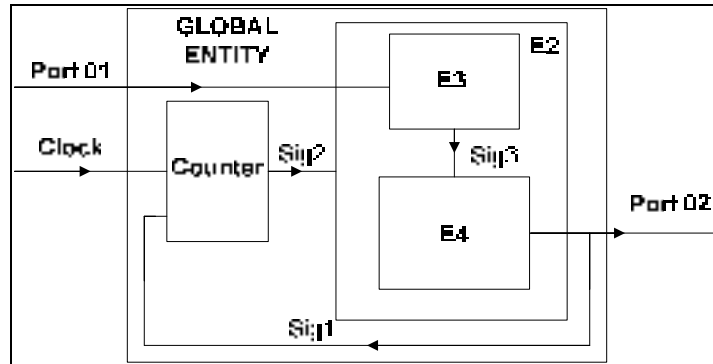 GLOBAL
ENTITY
E2
Port 01
E3
Clock
Counter
Sig2
Sig3
Port 02
E4
Sig1